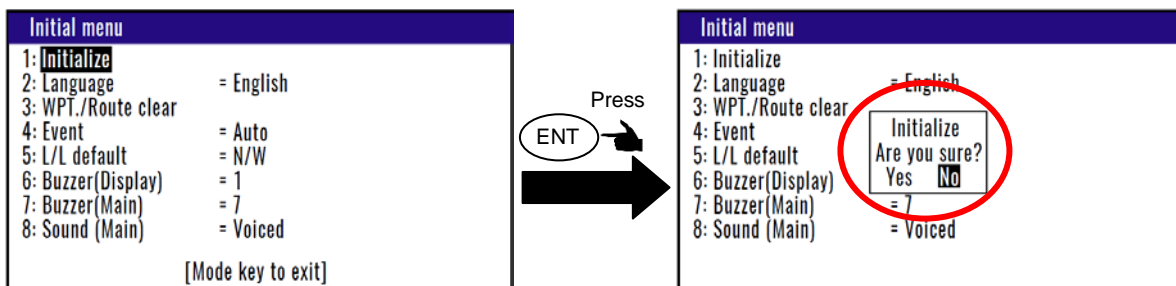 Initial menu
1: Initialize
2: Language = English
3: WPT./Route clear
4: Event = Auto
5: L/L default = N/W
6: Buzzer(Display) = 1
7: Buzzer(Main) = 7
8: Sound (Main) = Voiced
[Mode key to exit]
Press
ENT
Initial menu
1: Initialize
2: Language = English
3: WPT./Route clear
4: Event
5: L/L default
6: Buzzer(Display)
7: Buzzer(Main) = 7
8: Sound (Main) = Voiced
Initialize
Are you sure?
Yes No